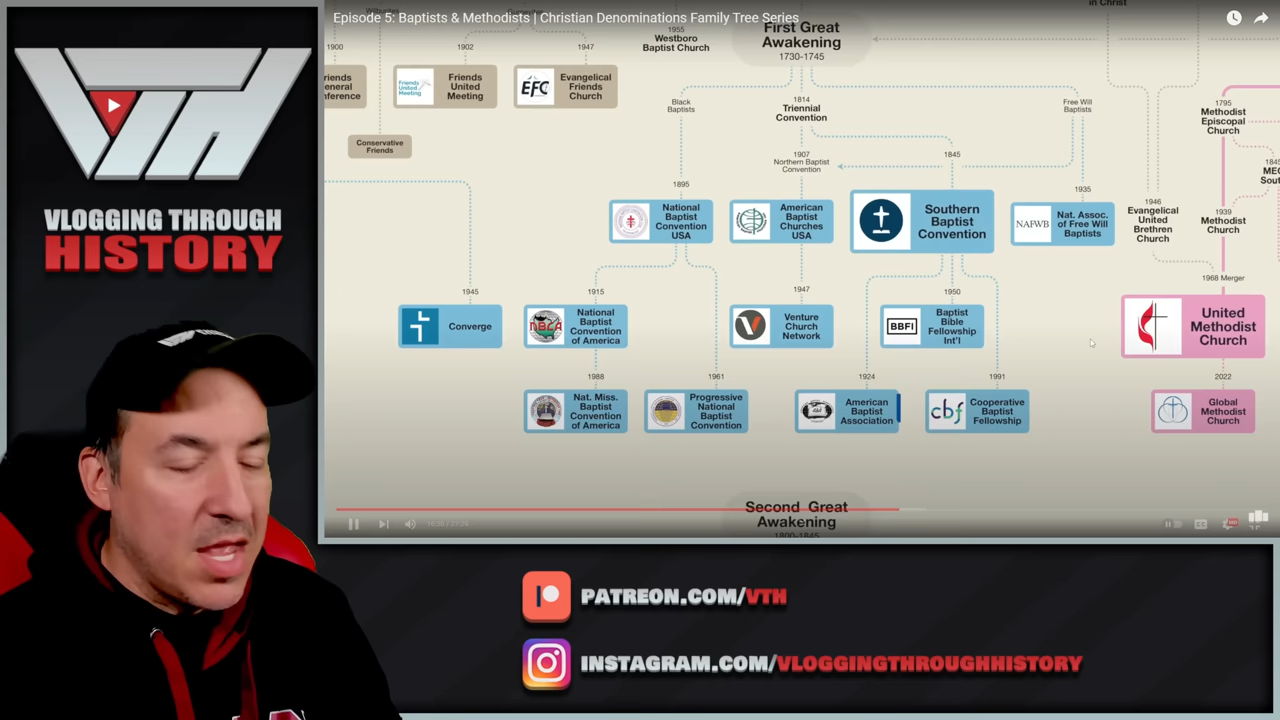 Episode 5: Baptists & Methodists | Christian Denominations Family Tree Series
in Christ
1900
1902
1947
1955
Westboro
Baptist Church
First Great
Awakening
1730-1745
Friends
United
Meeting
Friends
United
Meeting
EFC
Evangelical
Friends
Church
Conservative
Friends
Black
Baptists
1814
Triennial
Convention
Free Will
Baptists
1795
Methodist
Episcopal
Church
1907
Northern Baptist
Convention
1845
1895
National
Baptist
Convention
USA
American
Baptist
Churches
USA
Southern
Baptist
Convention
1935
NAFWB
Nat. Assoc.
of Free Will
Baptists
1946
Evangelical
United
Brethren
Church
1939
Methodist
Church
1968 Merger
1945
Converge
1915
NBCA
National
Baptist
Convention
of America
1947
Venture
Church
Network
1950
BBFI
Baptist
Bible
Fellowship
Int'l
United
Methodist
Church
1988
Nat. Miss.
Baptist
Convention
of America
1961
Progressive
National
Baptist
Convention
1924
American
Baptist
Association
1991
cbf
Cooperative
Baptist
Fellowship
2022
Global
Methodist
Church
Second Great
Awakening
1800-1845
VTH
VLOGGING THROUGH
HISTORY
PATREON.COM/VTH
INSTAGRAM.COM/VLOGGINGTHROUGHHISTORY